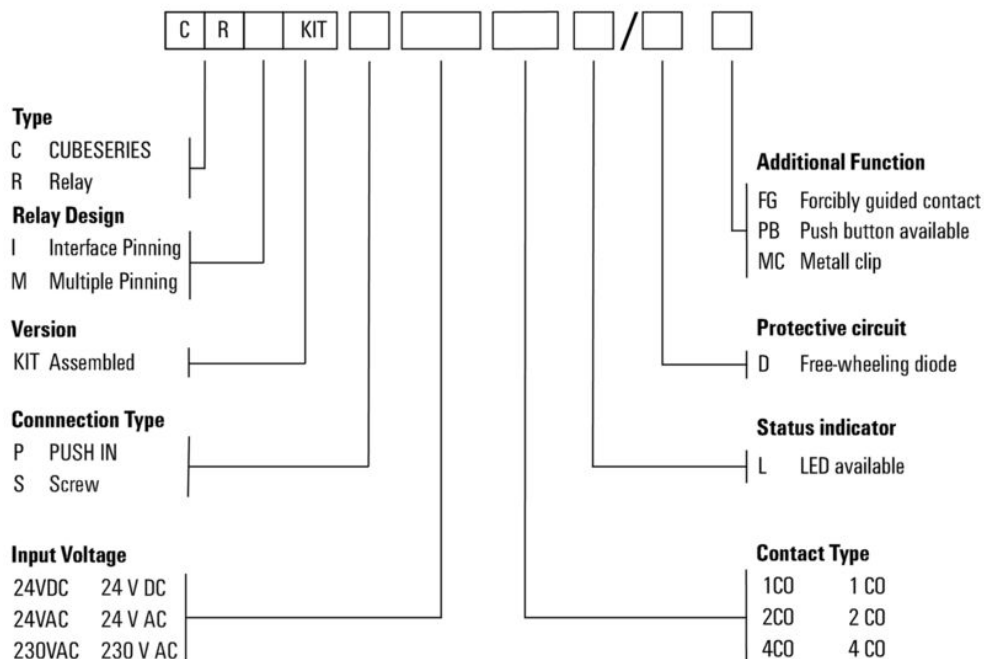 C R KIT /
Type
C CUBESERIES
R Relay
Relay Design
I Interface Pinning
M Multiple Pinning
Version
KIT Assembled
Connnection Type
P PUSH IN
S Screw
Input Voltage
24VDC 24 V DC
24VAC 24 V AC
230VAC 230 V AC
Additional Function
FG Forcibly guided contact
PB Push button available
MC Metall clip
Protective circuit
D Free-wheeling diode
Status indicator
L LED available
Contact Type
1CO 1 CO
2CO 2 CO
4CO 4 CO